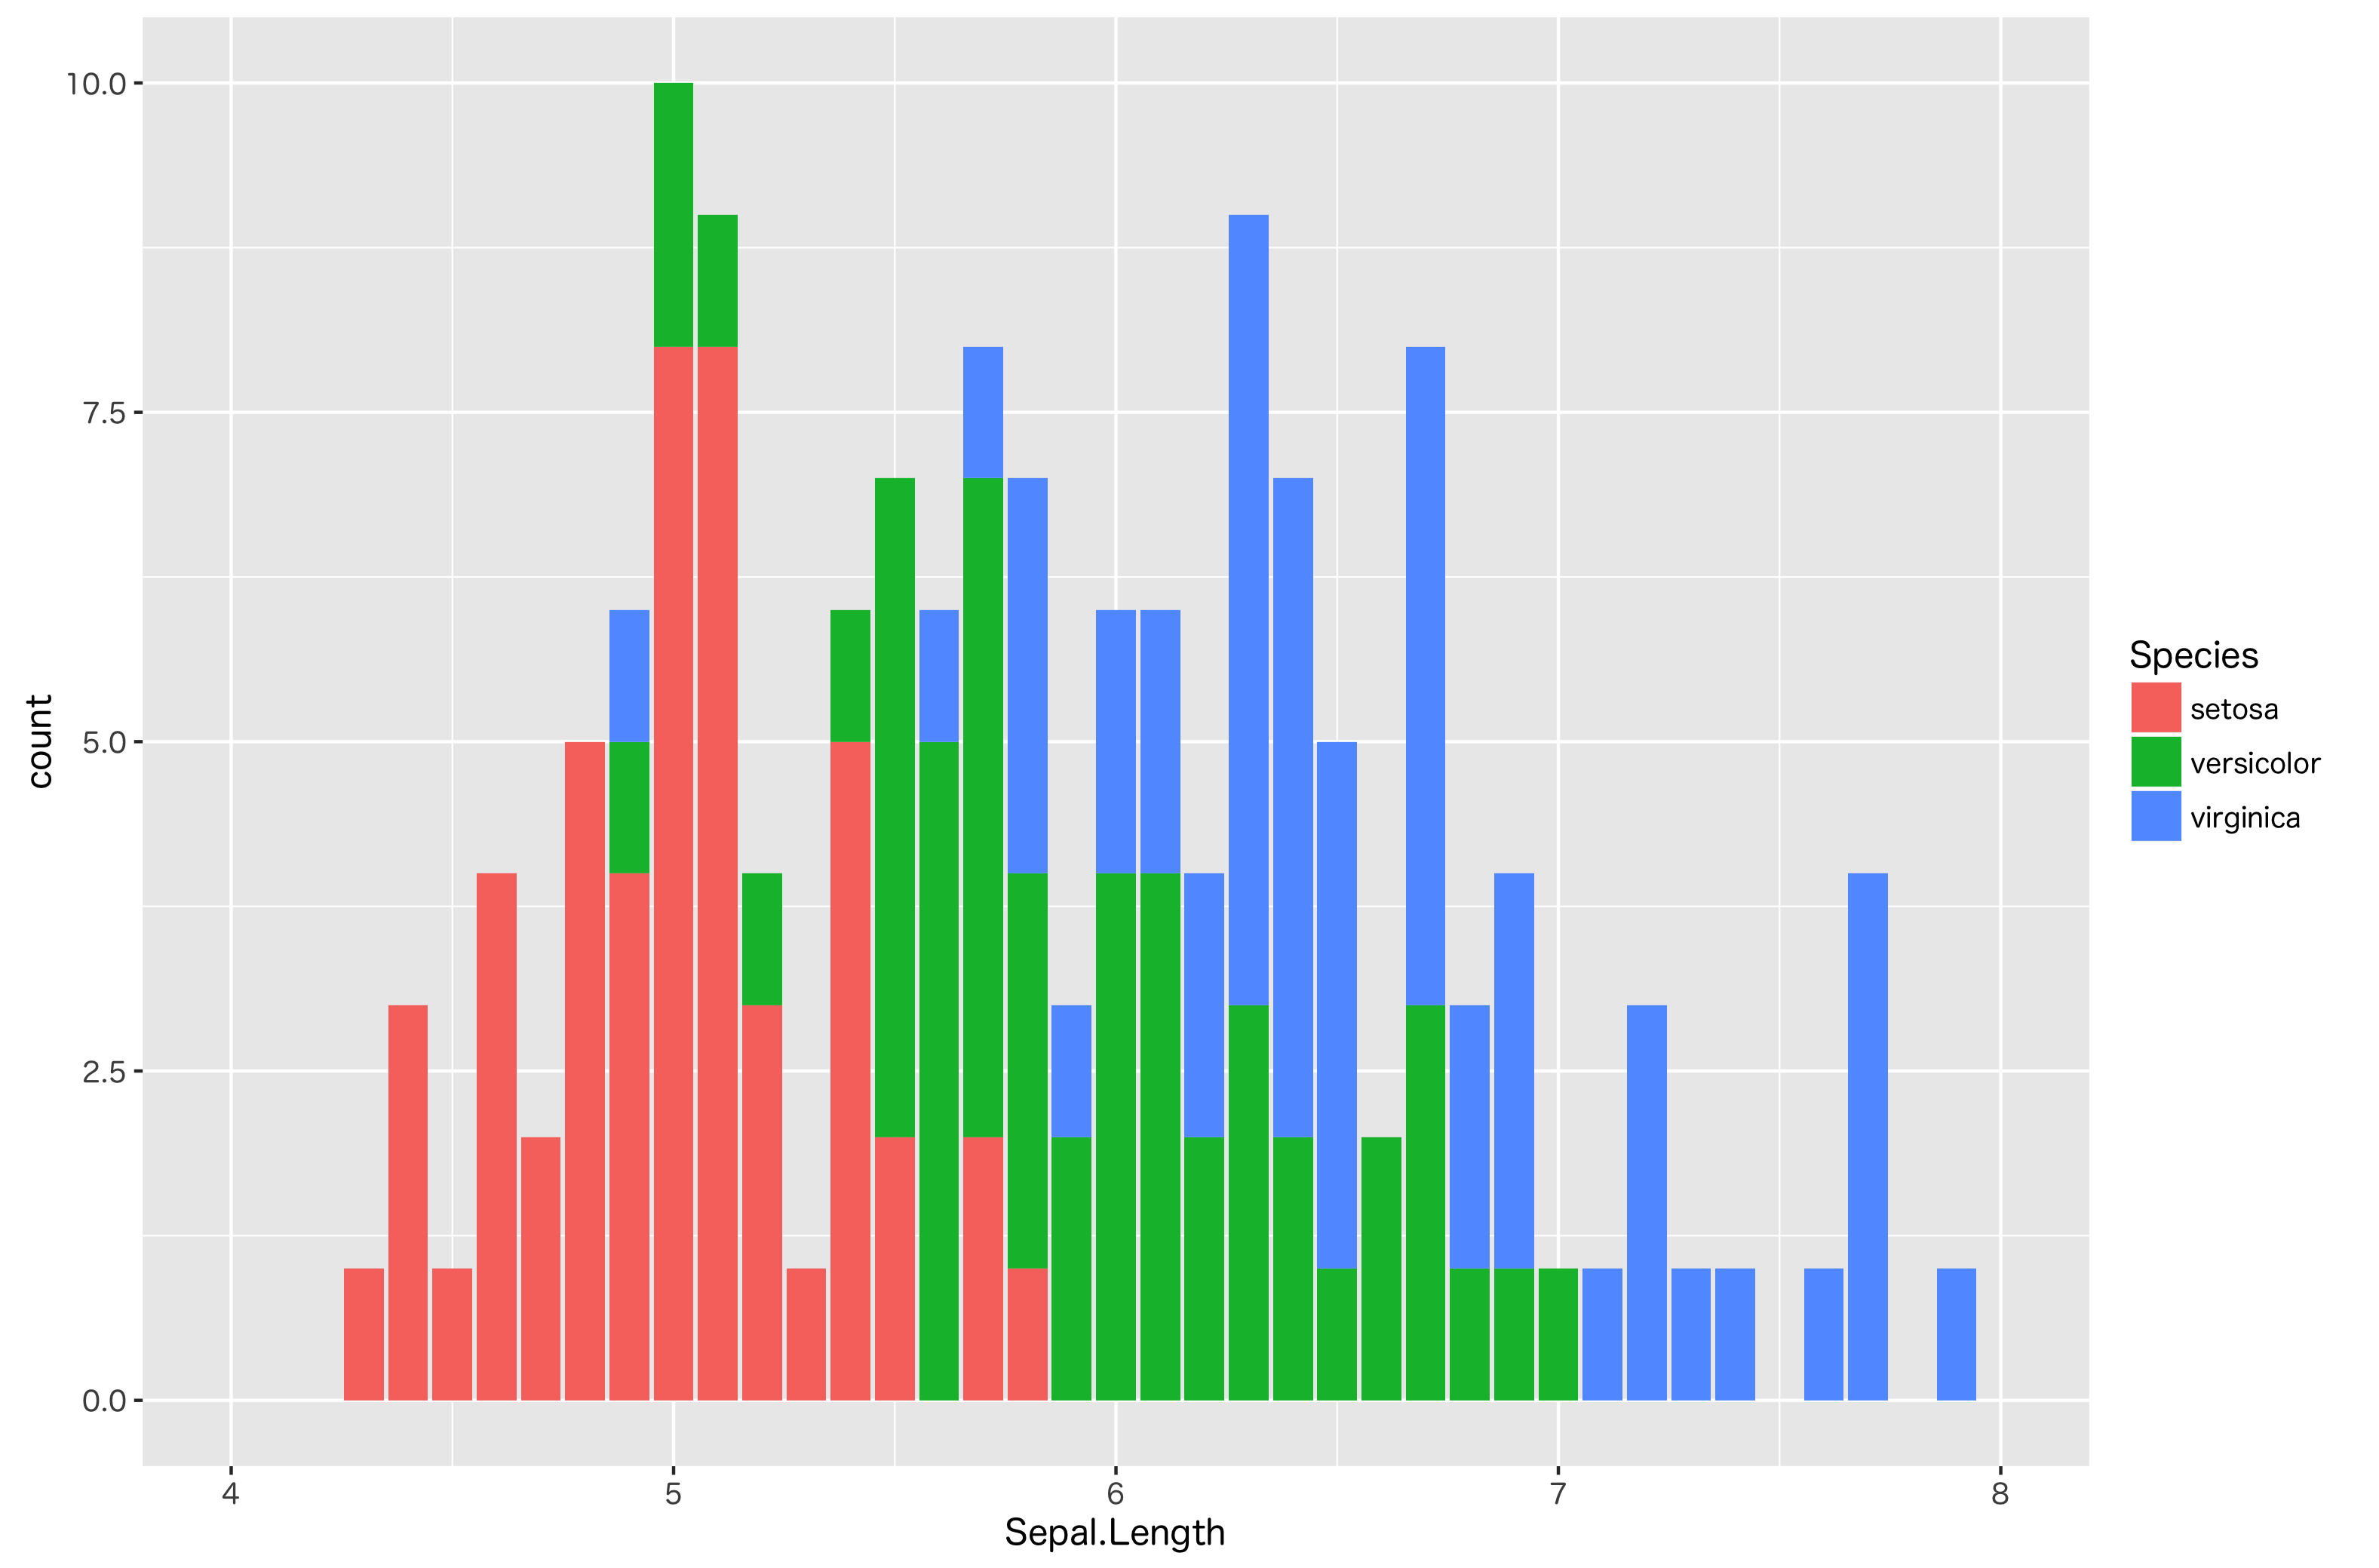 10.0
7.5
5.0
2.5
0.0
count
4 5 6 7 8
Sepal.Length
Species
setosa
versicolor
virginica